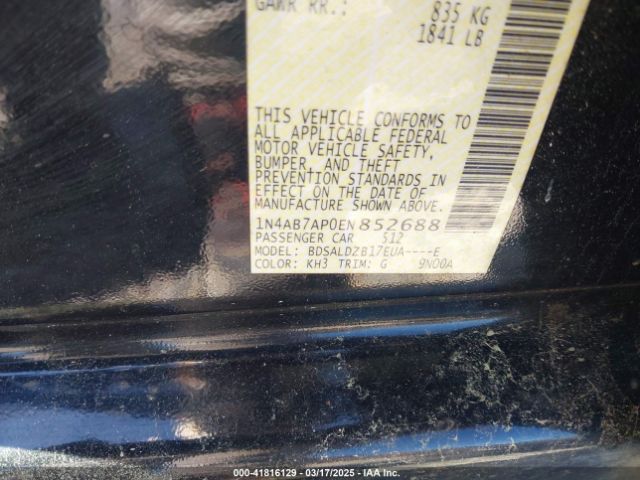 GAWR RR.: 835 KG
1841 LB
THIS VEHICLE CONFORMS TO
ALL APPLICABLE FEDERAL
MOTOR VEHICLE SAFETY,
BUMPER, AND THEFT
PREVENTION STANDARDS IN
EFFECT ON THE DATE OF
MANUFACTURE SHOWN ABOVE.
1N4AB7AP0EN852688
PASSENGER CAR 512
MODEL: BDSALDZB17EUA----E
COLOR: KH3 TRIM: G 9N00A
000-41816129 — 03/17/2025 — IAA Inc.